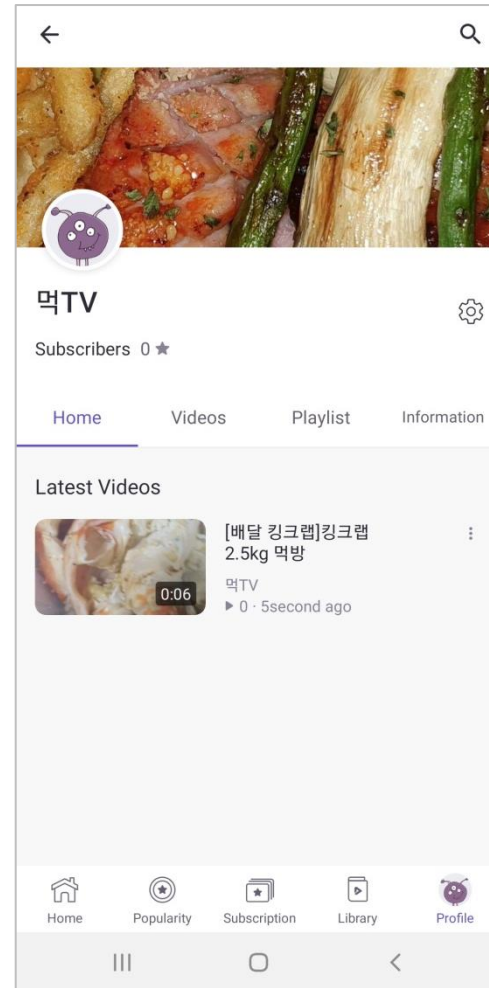 먹TV
Subscribers 0 ★
Home Videos Playlist Information
Latest Videos
[배달 킹크랩]킹크랩
2.5kg 먹방
0:06
먹TV
▶ 0 · 5second ago
Home Popularity Subscription Library Profile